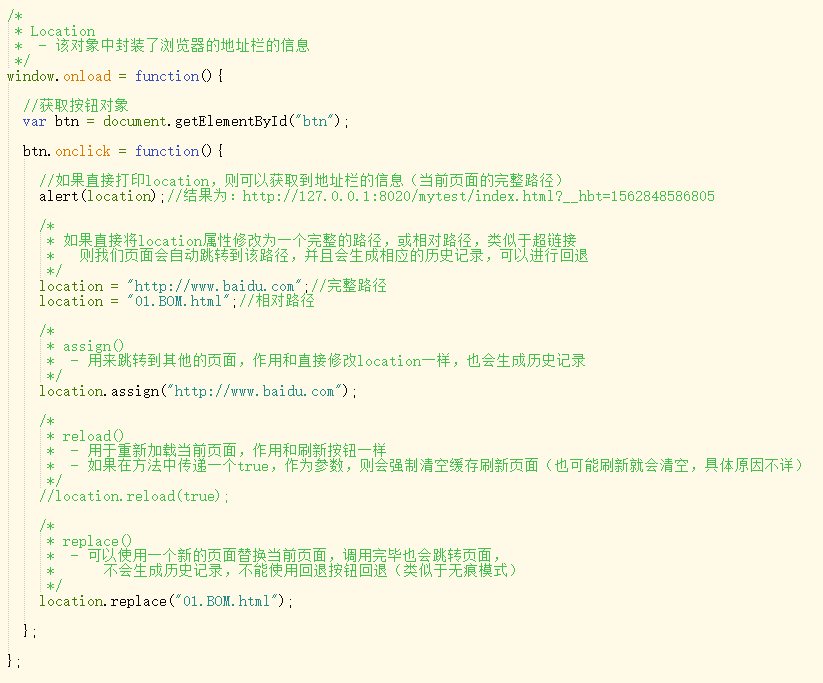 /*
 * Location
 *  - 该对象中封装了浏览器的地址栏的信息
 */
window.onload = function(){
//获取按钮对象
var btn = document.getElementById("btn");
btn.onclick = function(){
//如果直接打印location，则可以获取到地址栏的信息（当前页面的完整路径）
alert(location);//结果为：http://127.0.0.1:8020/mytest/index.html?__hbt=1562848586805
/*
 * 如果直接将location属性修改为一个完整的路径，或相对路径，类似于超链接
 *   则我们页面会自动跳转到该路径，并且会生成相应的历史记录，可以进行回退
 */
location = "http://www.baidu.com";//完整路径
location = "01.BOM.html";//相对路径
/*
 * assign()
 *  - 用来跳转到其他的页面，作用和直接修改location一样，也会生成历史记录
 */
location.assign("http://www.baidu.com");
/*
 * reload()
 *  - 用于重新加载当前页面，作用和刷新按钮一样
 *  - 如果在方法中传递一个true，作为参数，则会强制清空缓存刷新页面（也可能刷新就会清空，具体原因不详）
 */
//location.reload(true);
/*
 * replace()
 *  - 可以使用一个新的页面替换当前页面，调用完毕也会跳转页面，
 *      不会生成历史记录，不能使用回退按钮回退（类似于无痕模式）
 */
location.replace("01.BOM.html");
};
};